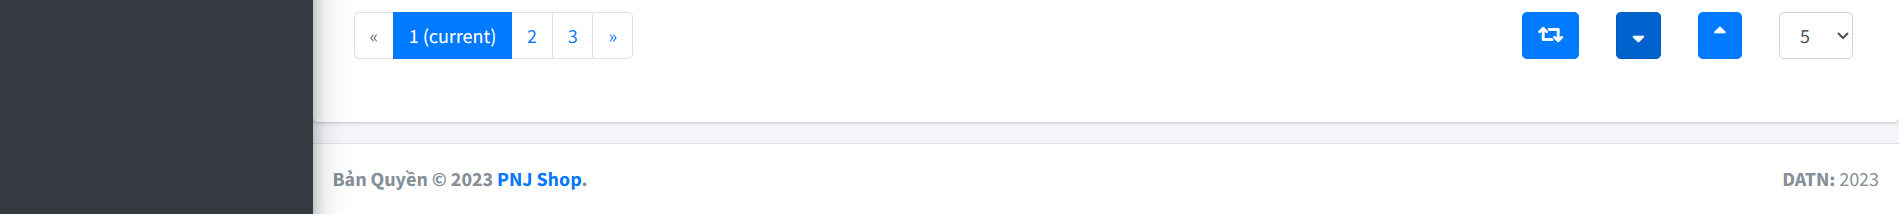 « 1 (current) 2 3 » 5
Bản Quyền © 2023 PNJ Shop. DATN: 2023